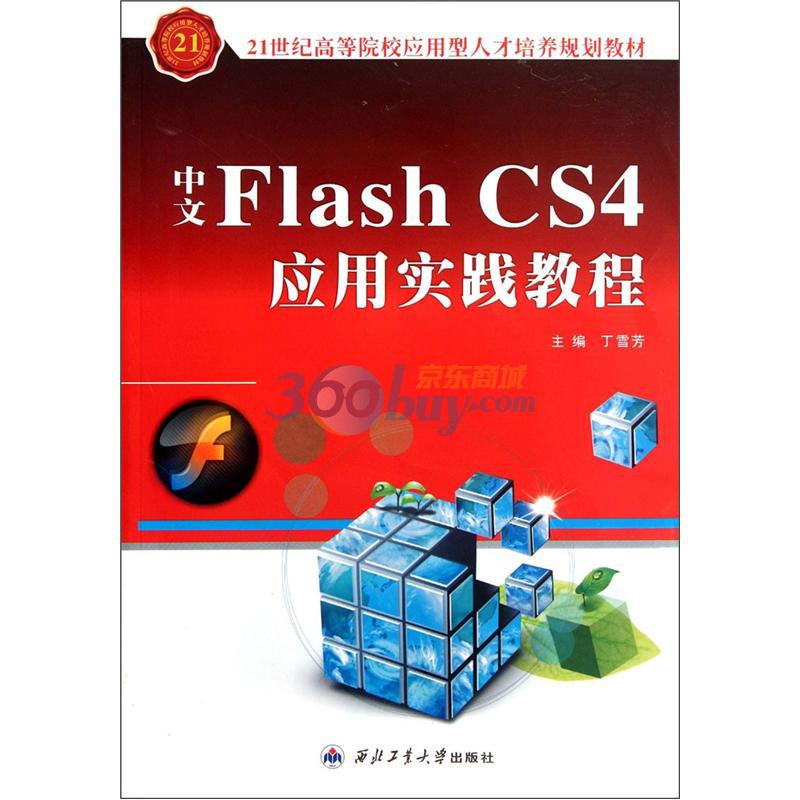 21
21世纪高等院校应用型人才培养规划教材
中文 Flash CS4
应用实践教程
主编 丁雪芳
京东商城
360buy.com
西北工业大学出版社